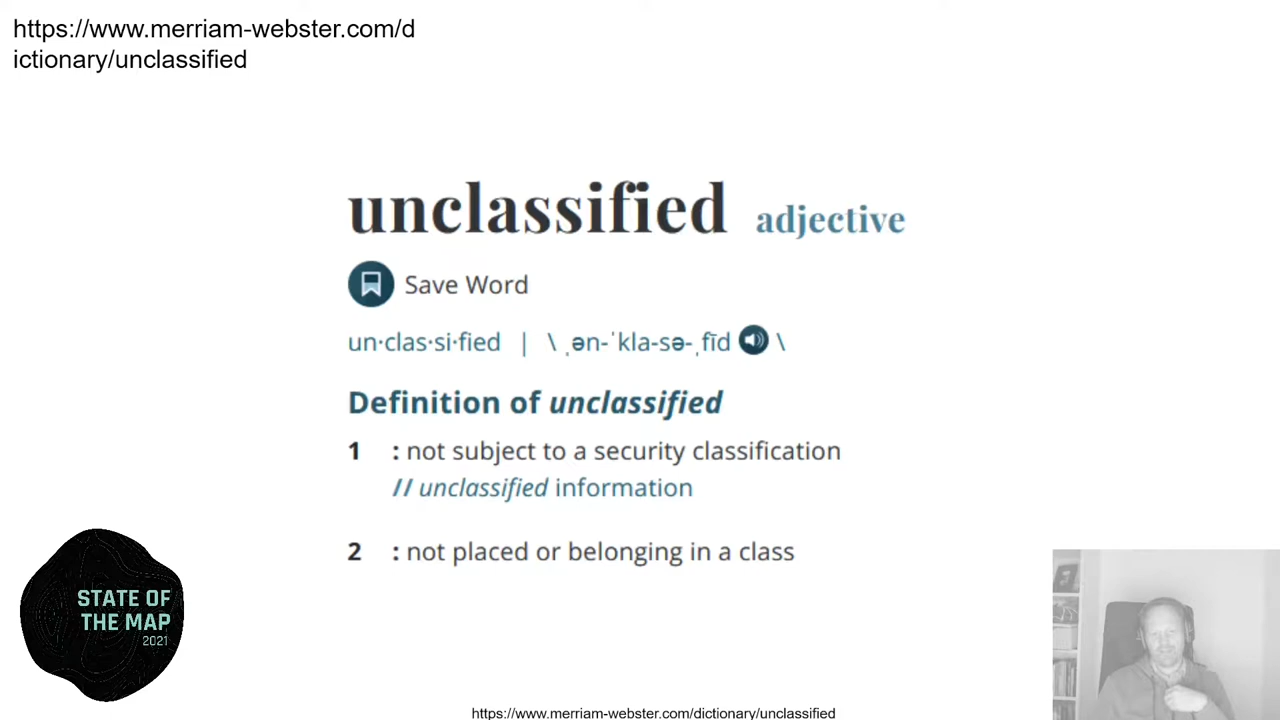 https://www.merriam-webster.com/d
ictionary/unclassified
unclassified adjective
Save Word
un·clas·si·fied | \ ˌən-ˈkla-sə-ˌfīd \
Definition of unclassified
1 : not subject to a security classification
// unclassified information
2 : not placed or belonging in a class
STATE OF
THE MAP
2021
https://www.merriam-webster.com/dictionary/unclassified